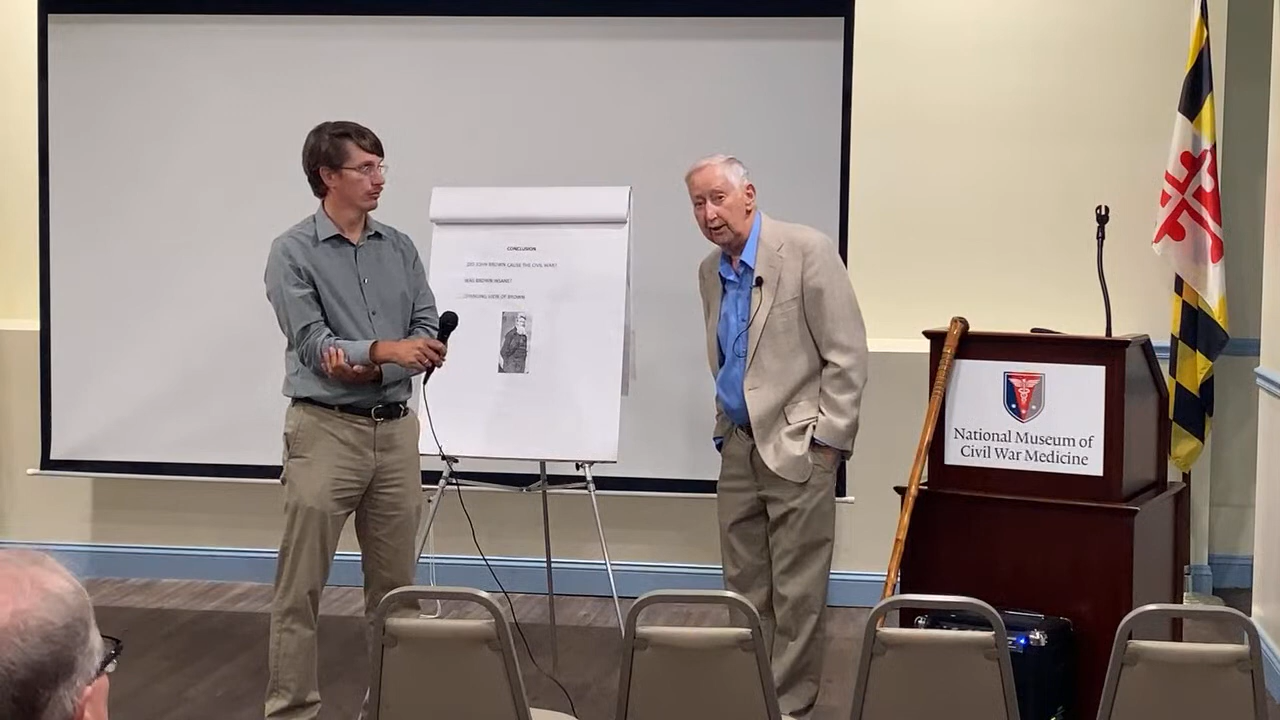 CONCLUSION
DID JOHN BROWN CAUSE THE CIVIL WAR?
WAS BROWN INSANE?
CHANGING VIEW OF BROWN
National Museum of
Civil War Medicine